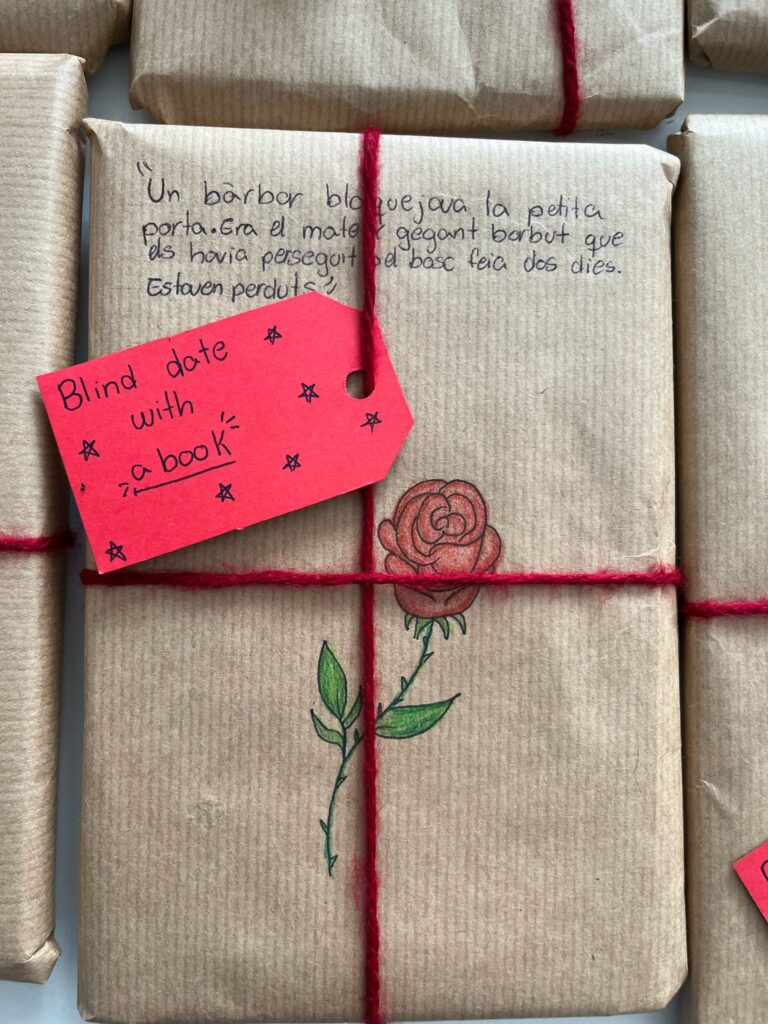 "Un bàrbar bloquejava la petita
porta. Era el mateix gegant barbut que
els havia perseguit pel bosc feia dos dies.
Estaven perduts"
Blind date
with
a book